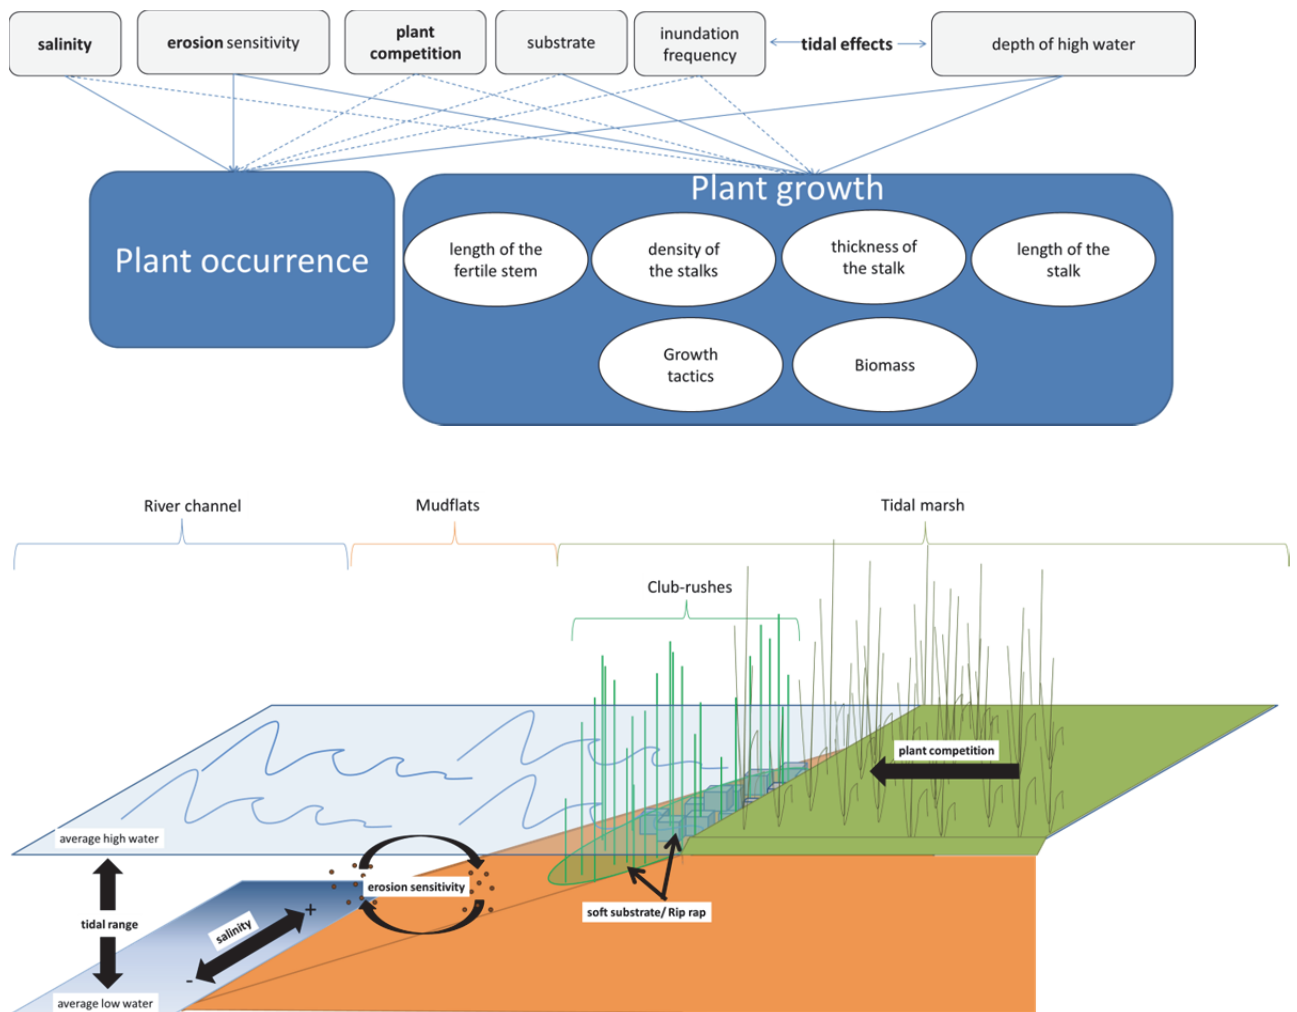 salinity
erosion sensitivity
plant
competition
substrate
inundation
frequency
tidal effects
depth of high water
Plant occurrence
Plant growth
length of the
fertile stem
density of
the stalks
thickness of
the stalk
length of the
stalk
Growth
tactics
Biomass
River channel
Mudflats
Tidal marsh
Club-rushes
plant competition
average high water
erosion sensitivity
soft substrate/ Rip rap
tidal range
salinity
+
-
average low water